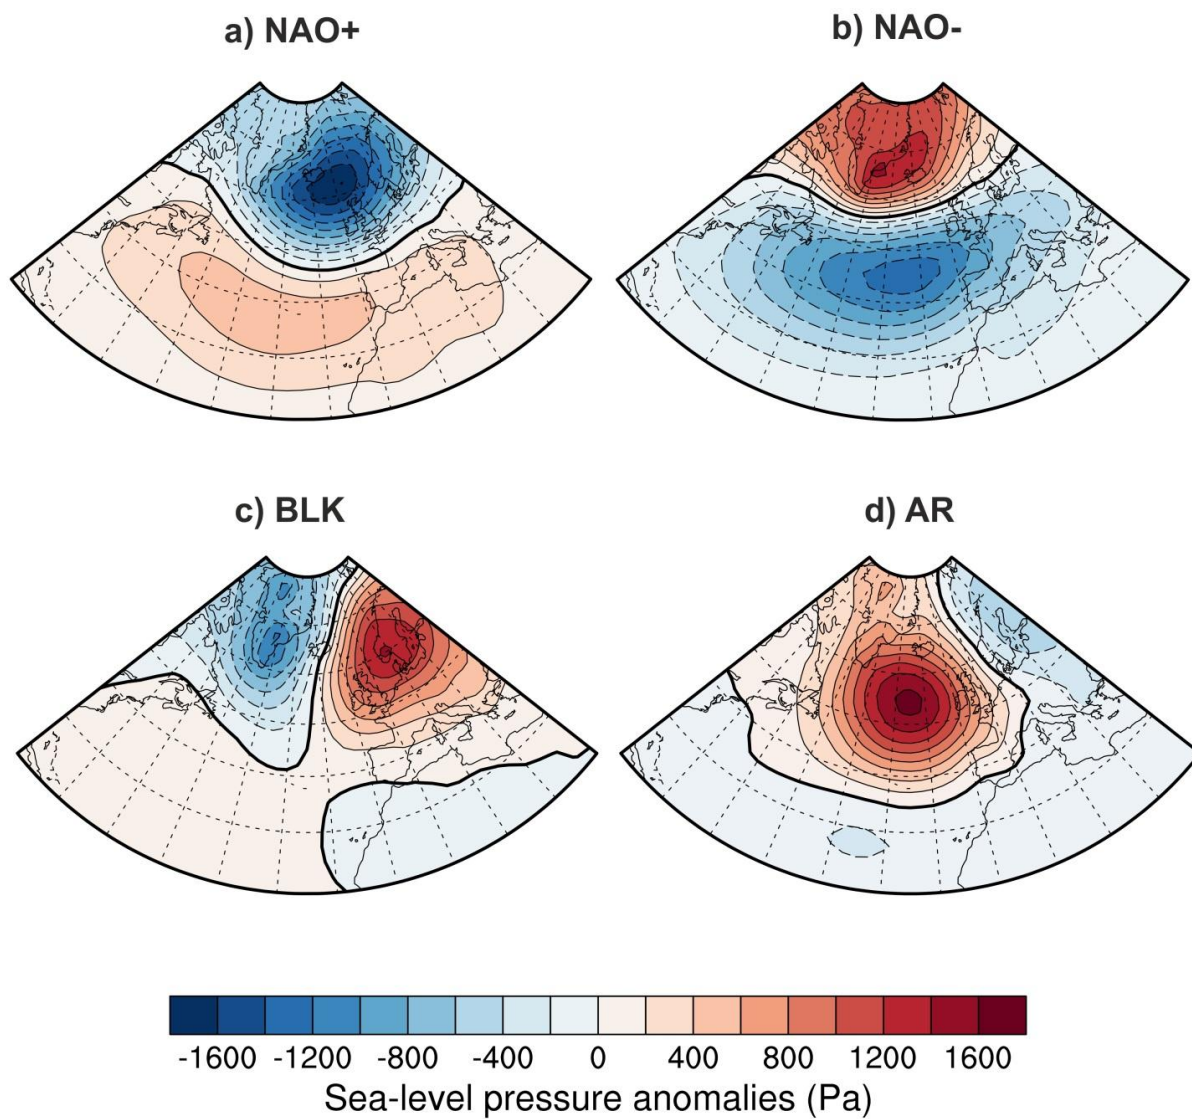 a) NAO+
b) NAO-
c) BLK
d) AR
-1600 -1200 -800 -400 0 400 800 1200 1600
Sea-level pressure anomalies (Pa)